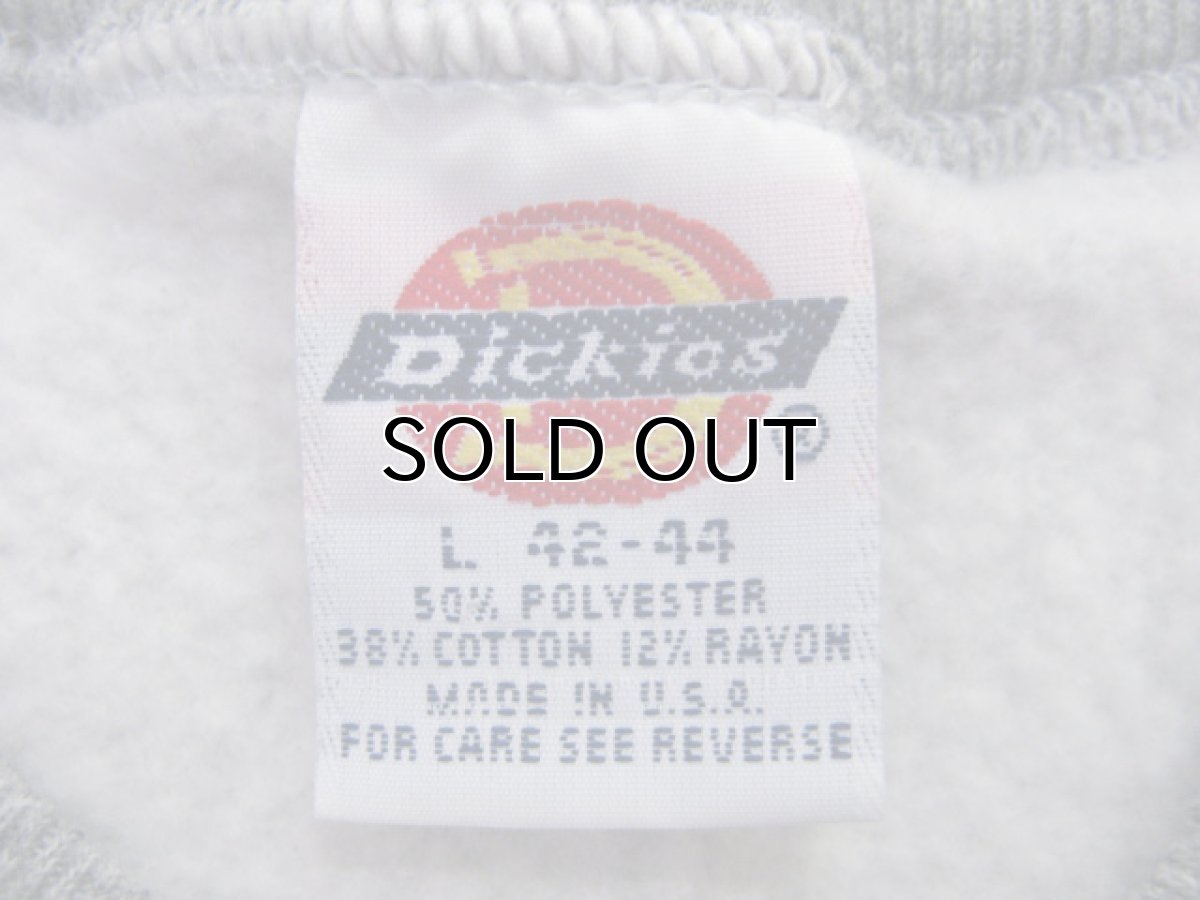 Dickies
SOLD OUT
®
L 42-44
50% POLYESTER
38% COTTON 12% RAYON
MADE IN U.S.A.
FOR CARE SEE REVERSE